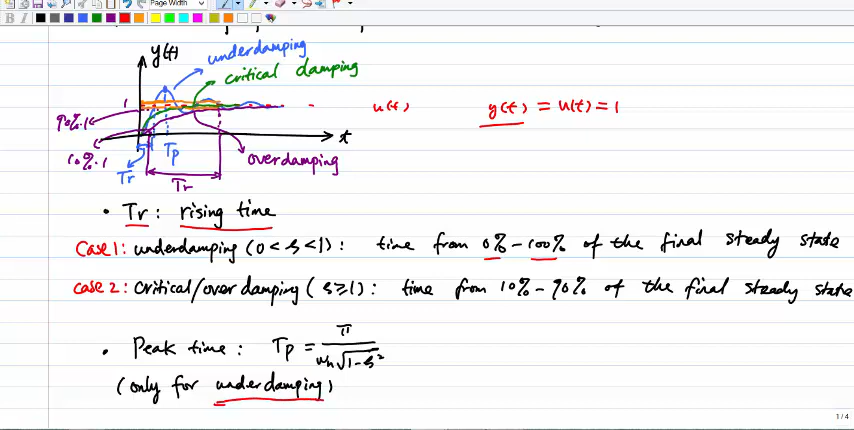 Page Width
B I
y(t)
underdamping
critical damping
1
u(t)
y(t) = u(t) = 1
90%·1
t
10%·1
Tp
overdamping
Tr
Tr
• Tr: rising time
Case 1: underdamping (0 < ζ < 1): time from 0% - 100% of the final steady state
case 2: critical/over damping (ζ ≥ 1): time from 10% - 90% of the final steady state
• Peak time: Tp = π / (ωn √(1-ζ²))
(only for underdamping)
1 / 4